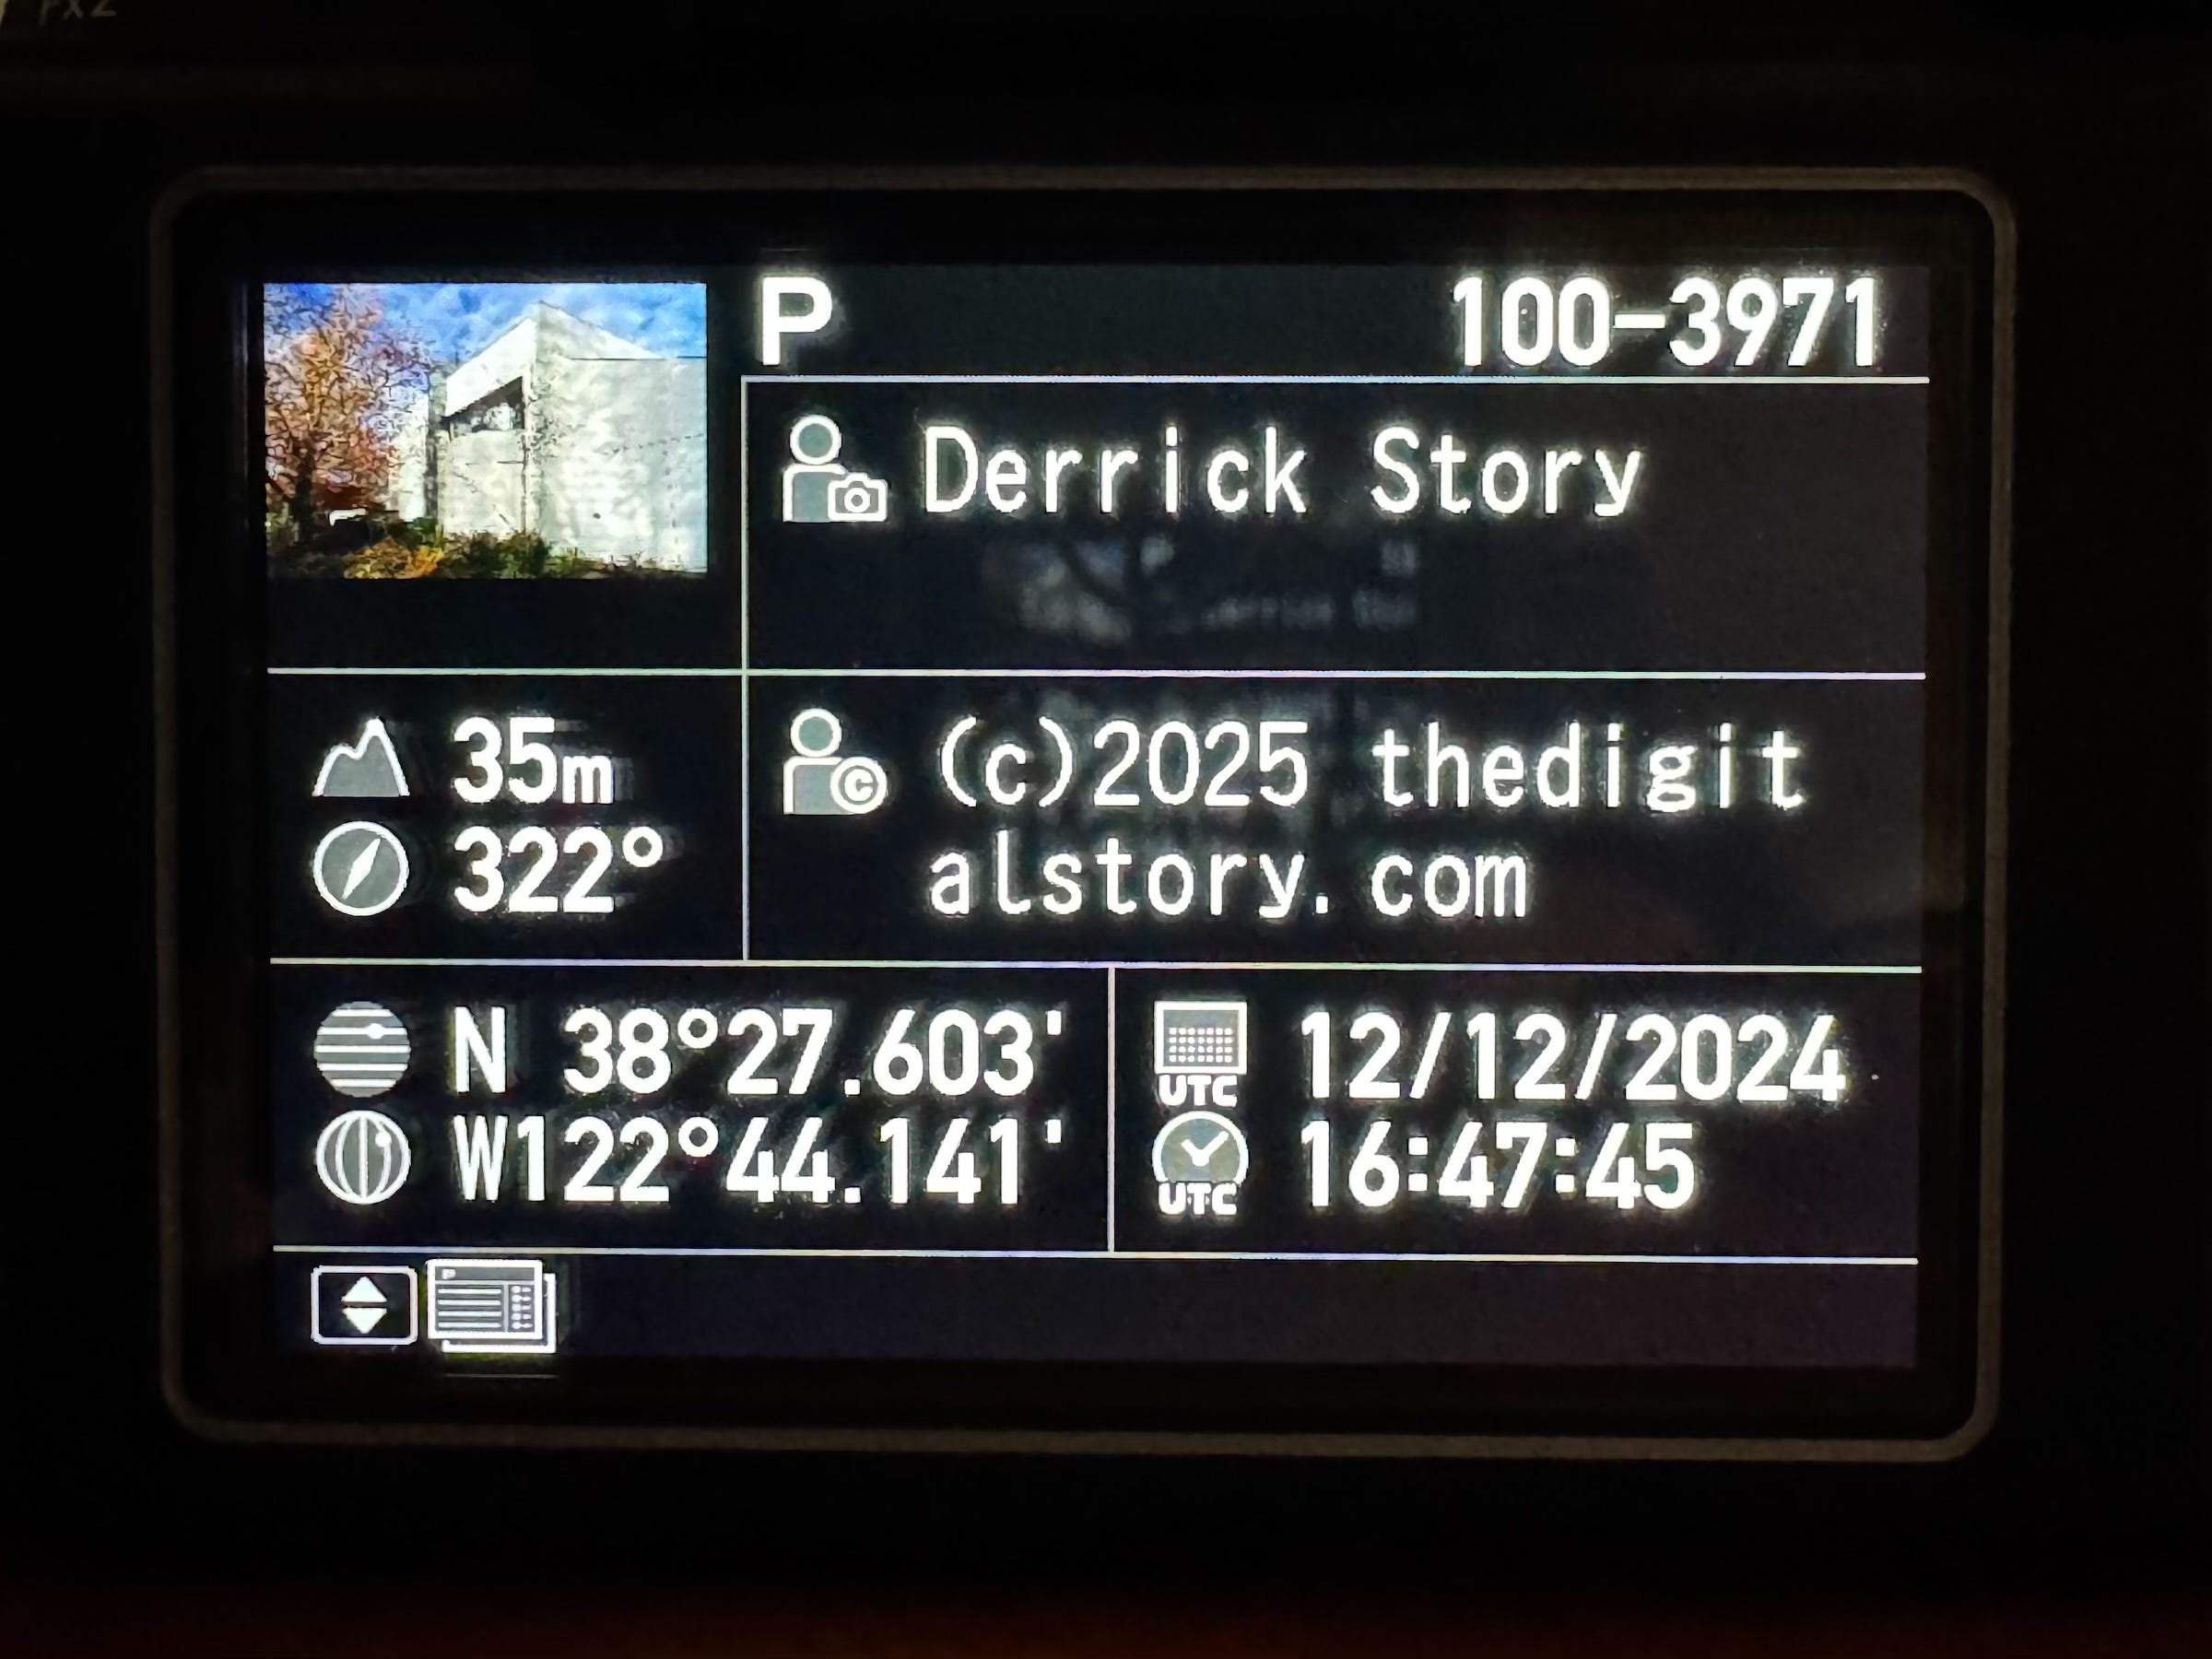 P 100-3971
Derrick Story
35m
322°
(c)2025 thedigit
alstory.com
N 38°27.603'
W122°44.141'
UTC 12/12/2024
UTC 16:47:45